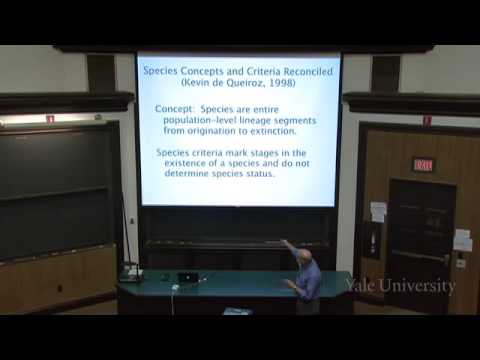 Species Concepts and Criteria Reconciled
(Kevin de Queiroz, 1998)
Concept: Species are entire
population-level lineage segments
from origination to extinction.
Species criteria mark stages in the
existence of a species and do not
determine species status.
EXIT
Yale University